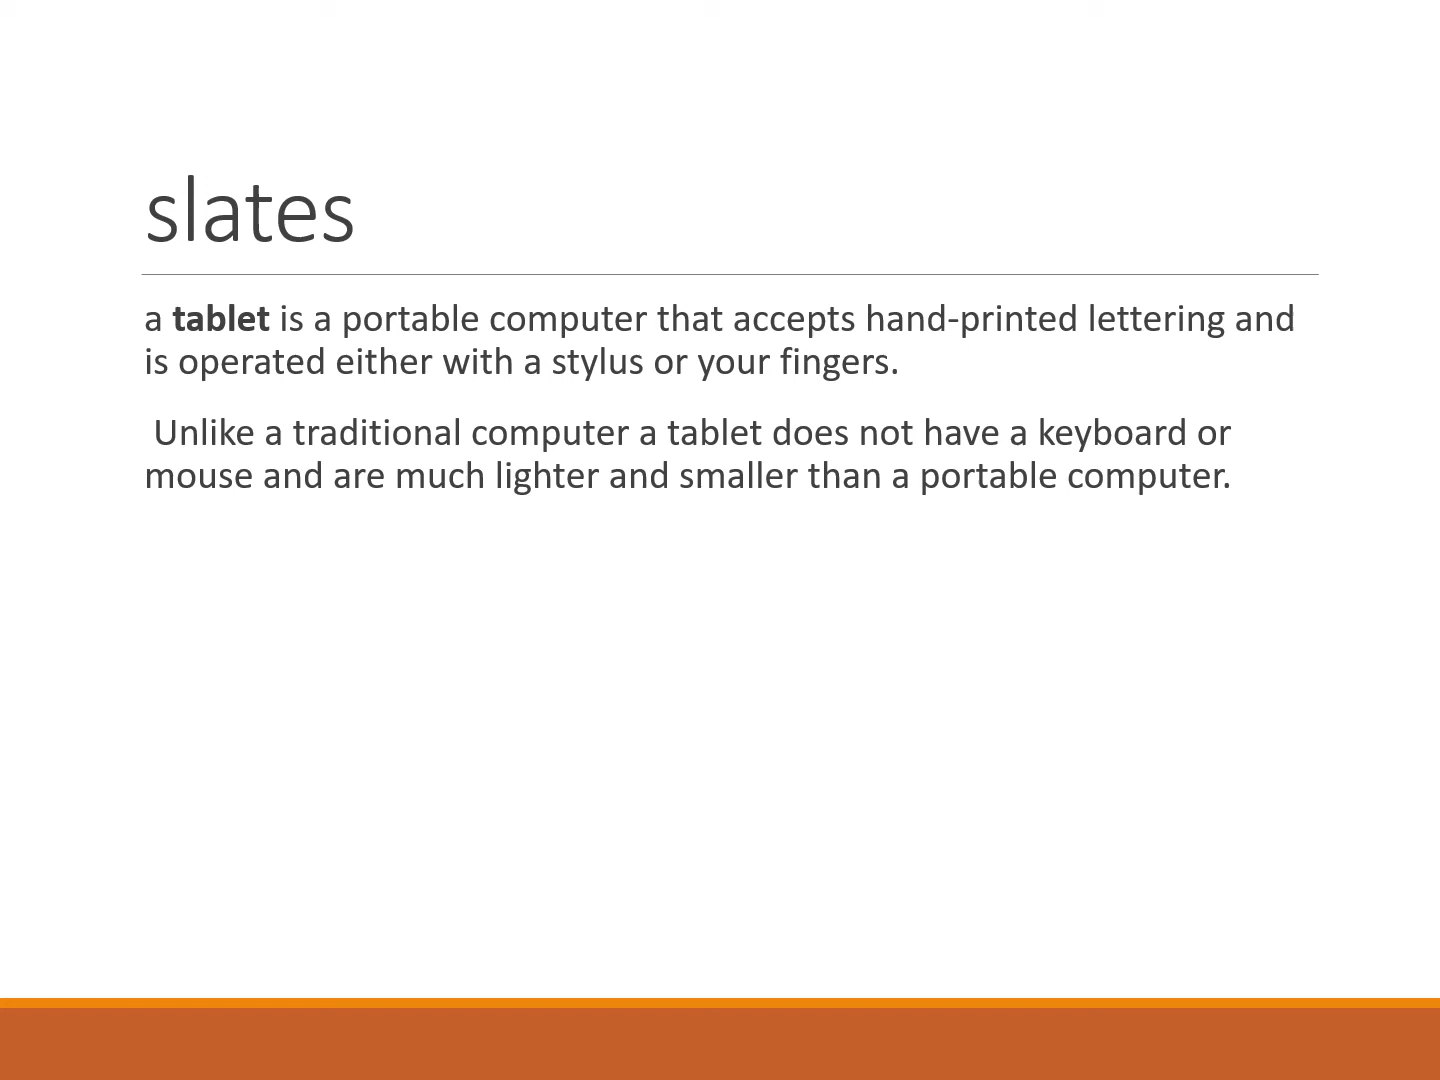 slates
a tablet is a portable computer that accepts hand-printed lettering and
is operated either with a stylus or your fingers.
Unlike a traditional computer a tablet does not have a keyboard or
mouse and are much lighter and smaller than a portable computer.